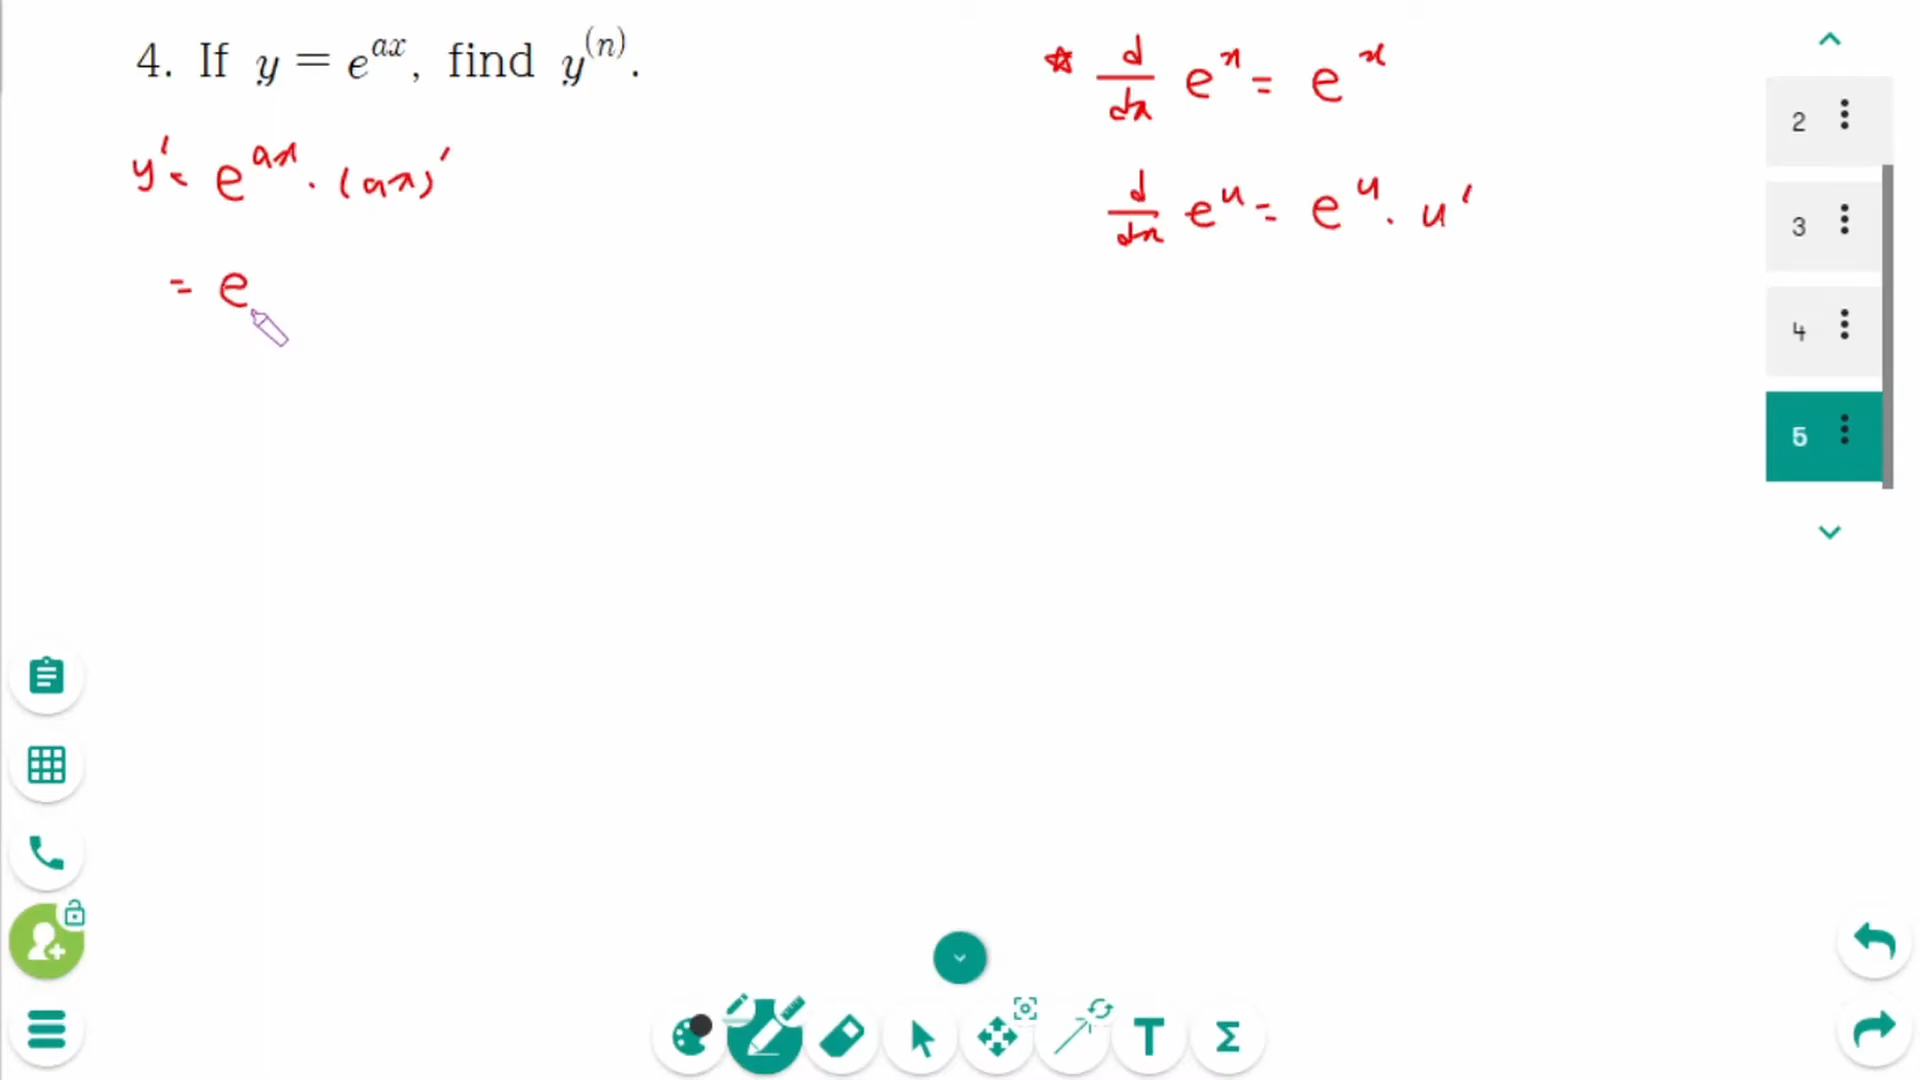 4. If y = e^{ax}, find y^{(n)}.
y' = e^{ax} · (ax)'
= e
☆ d/dx e^x = e^x
d/dx e^u = e^u · u'
2
3
4
5
T
Σ